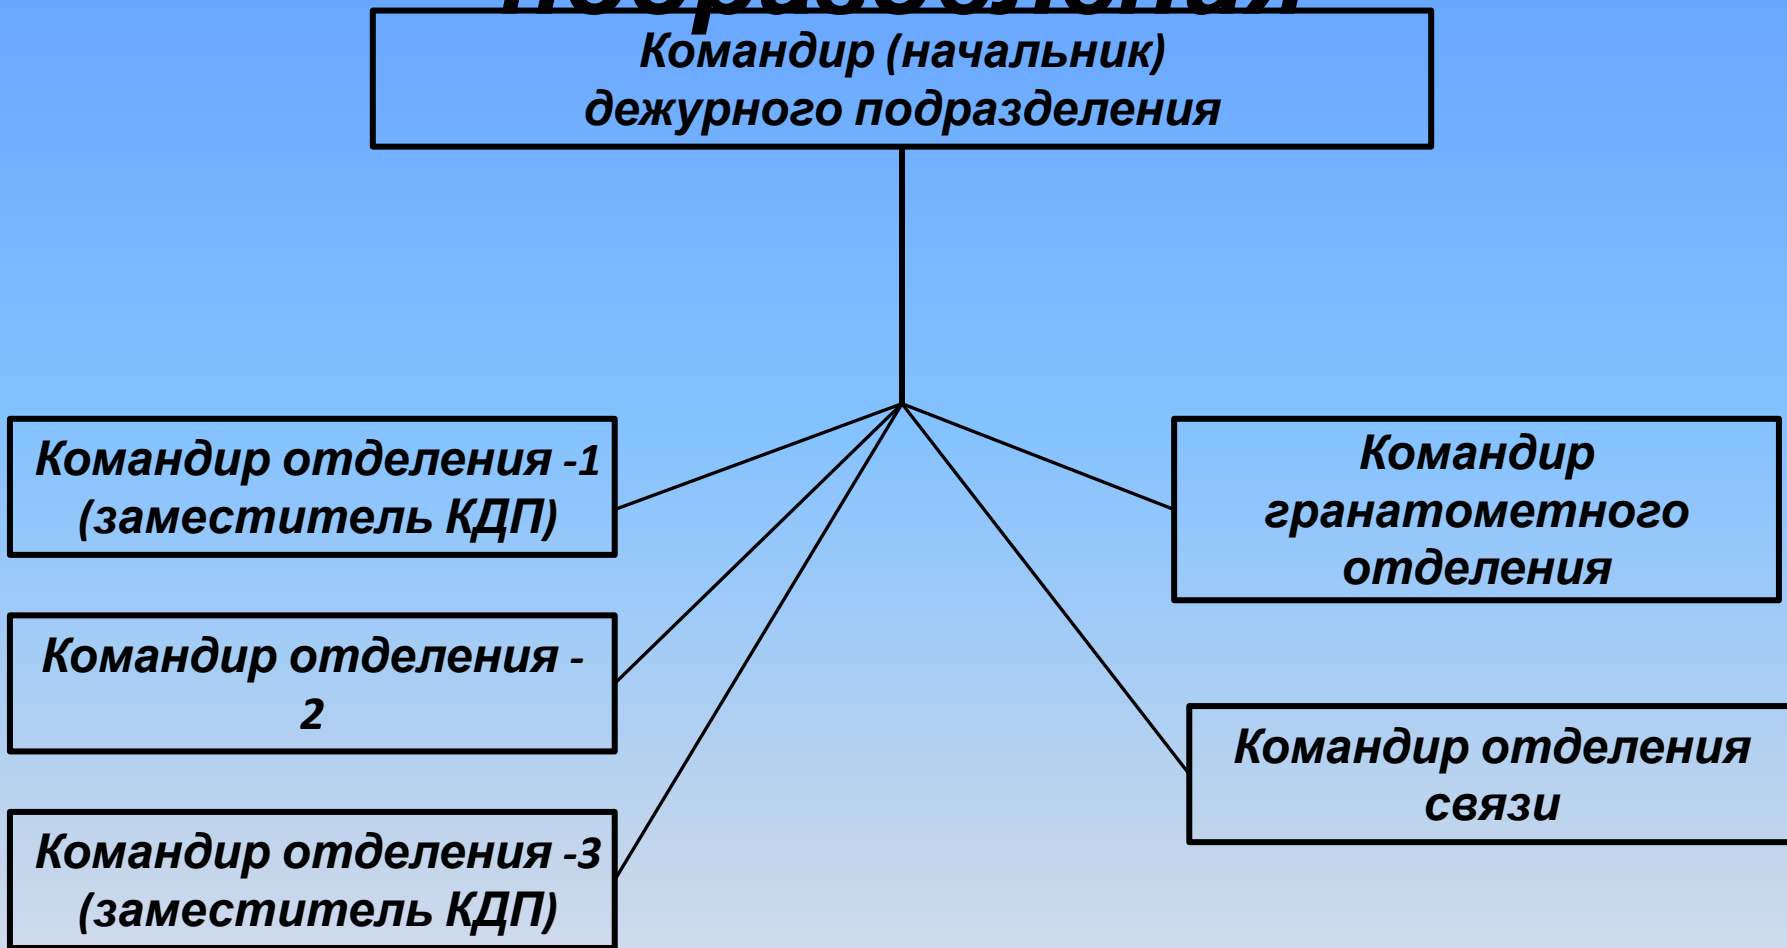 подразделения
Командир (начальник)
дежурного подразделения
Командир отделения -1
(заместитель КДП)
Командир отделения -
2
Командир отделения -3
(заместитель КДП)
Командир
гранатометного
отделения
Командир отделения
связи